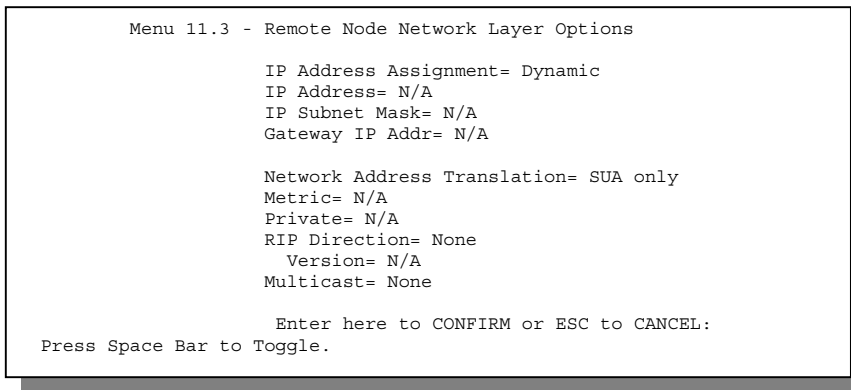 Menu 11.3 - Remote Node Network Layer Options
IP Address Assignment= Dynamic
IP Address= N/A
IP Subnet Mask= N/A
Gateway IP Addr= N/A
Network Address Translation= SUA only
Metric= N/A
Private= N/A
RIP Direction= None
Version= N/A
Multicast= None
Enter here to CONFIRM or ESC to CANCEL:
Press Space Bar to Toggle.